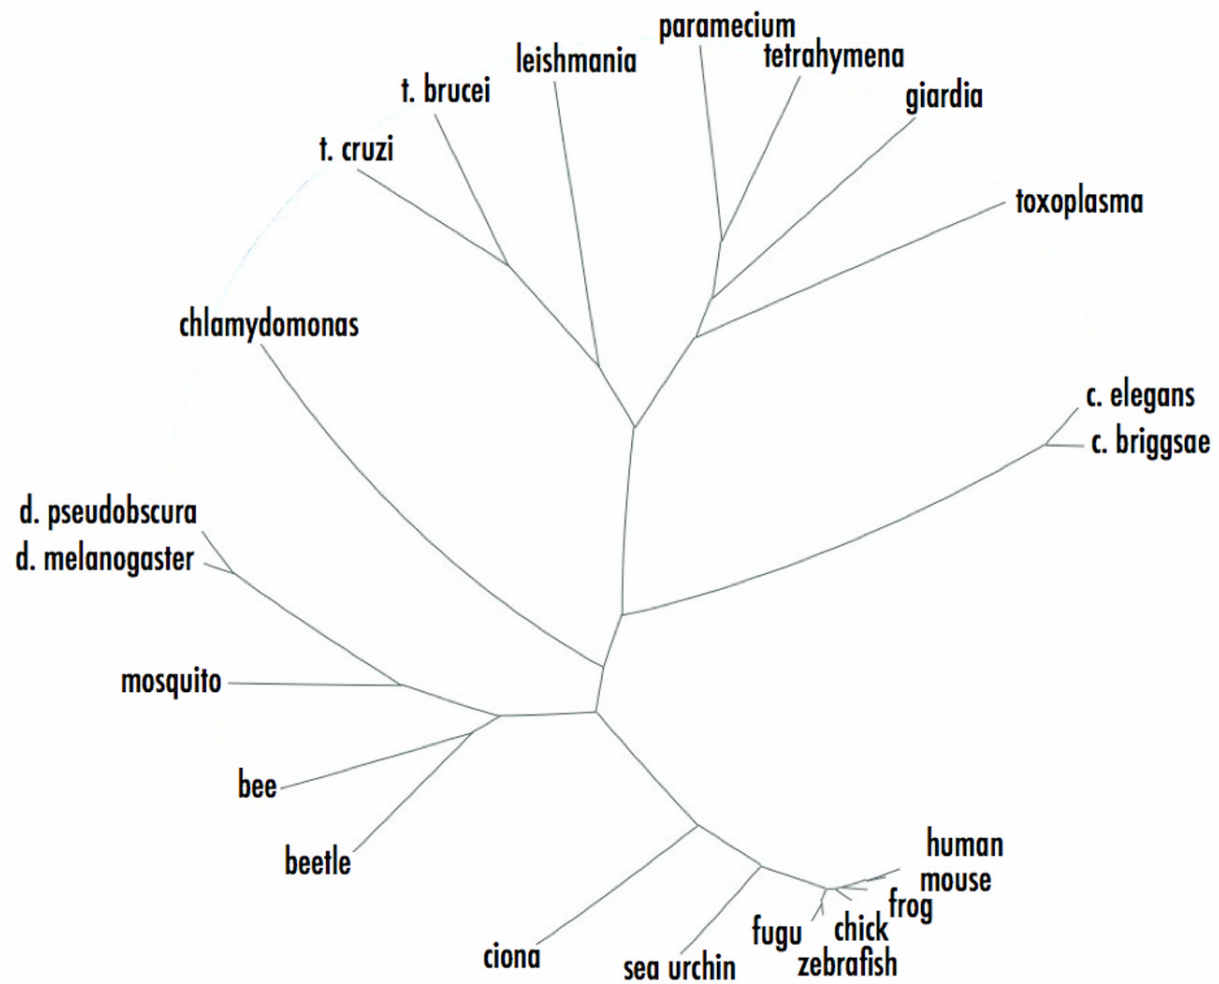 paramecium
tetrahymena
leishmania
t. brucei
giardia
t. cruzi
toxoplasma
chlamydomonas
c. elegans
c. briggsae
d. pseudobscura
d. melanogaster
mosquito
bee
beetle
human
mouse
frog
chick
fugu
zebrafish
ciona
sea urchin